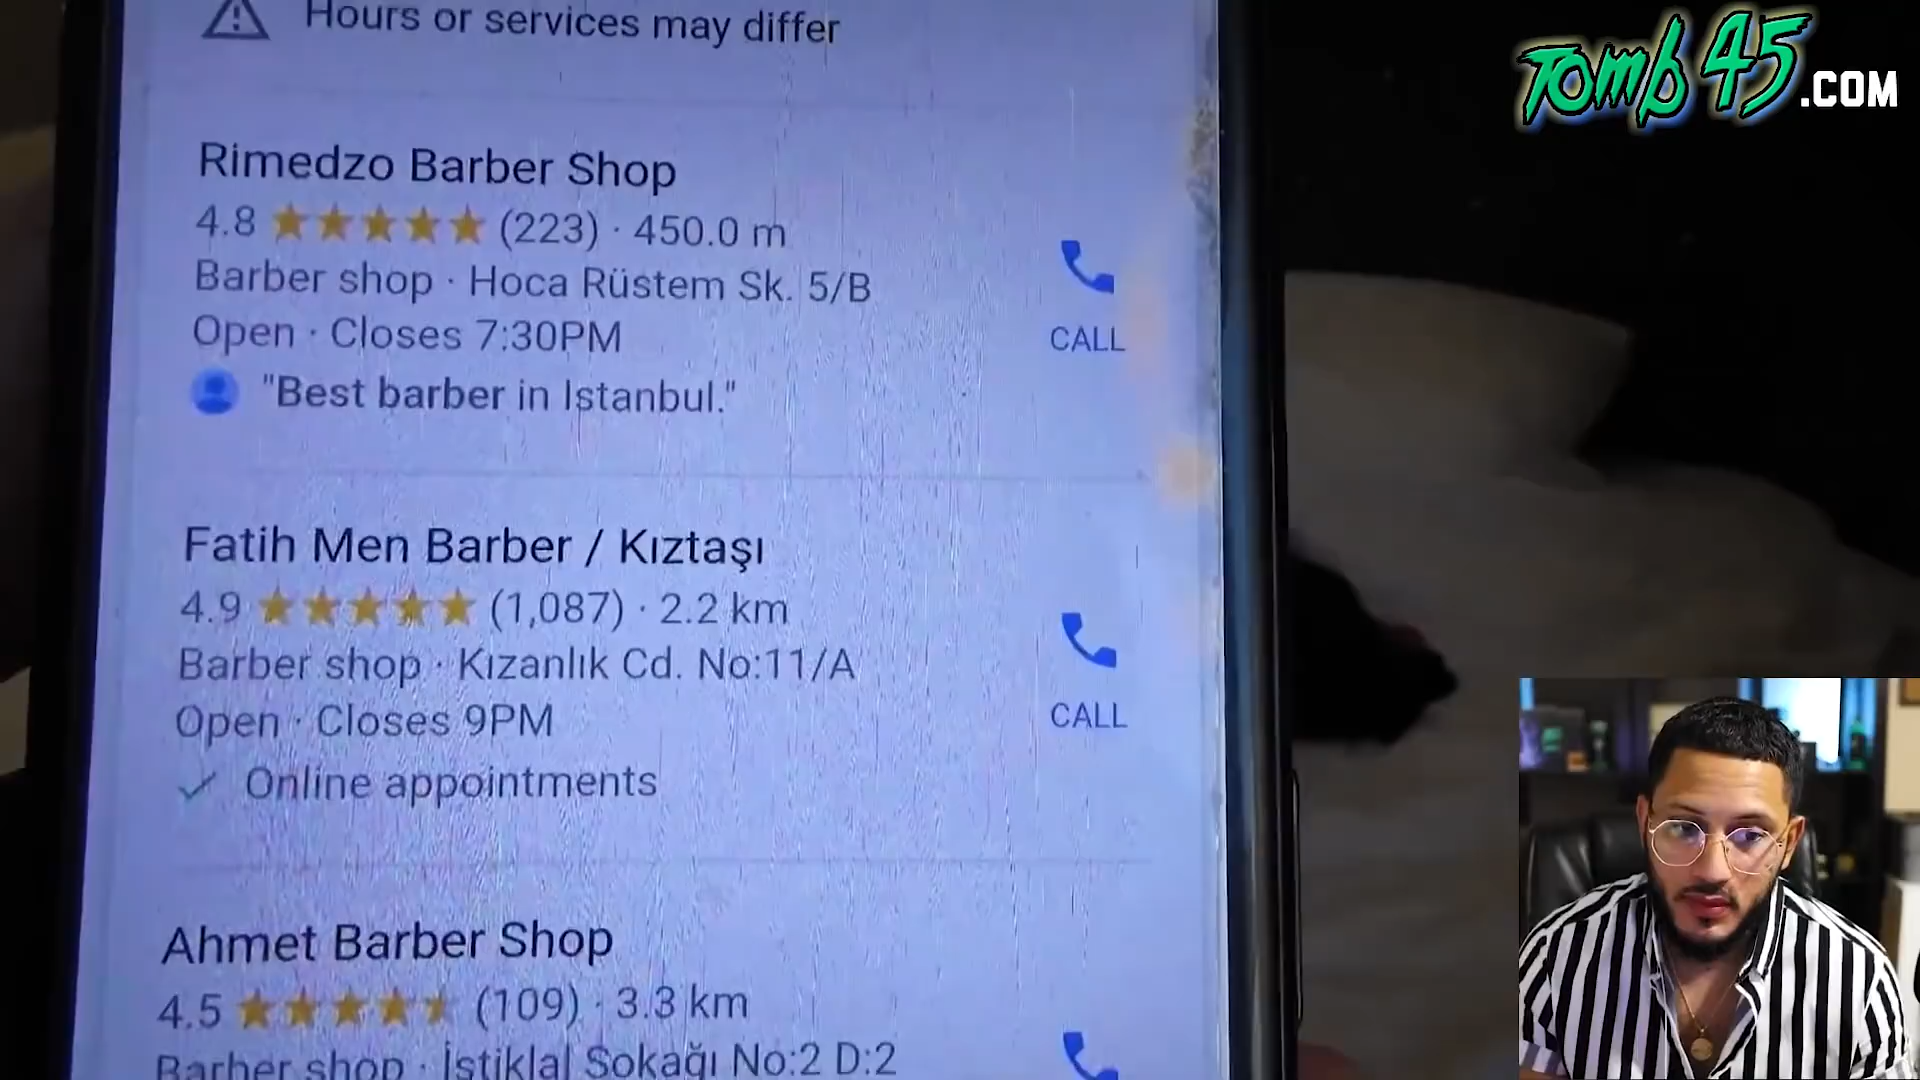 Hours or services may differ
Tomb45.COM
Rimedzo Barber Shop
4.8 (223) · 450.0 m
Barber shop · Hoca Rüstem Sk. 5/B
Open · Closes 7:30PM
CALL
"Best barber in Istanbul."
Fatih Men Barber / Kıztaşı
4.9 (1,087) · 2.2 km
Barber shop · Kızanlık Cd. No:11/A
Open · Closes 9PM
CALL
Online appointments
Ahmet Barber Shop
4.5 (109) · 3.3 km
Barber shop · İstiklal Sokağı No:2 D:2